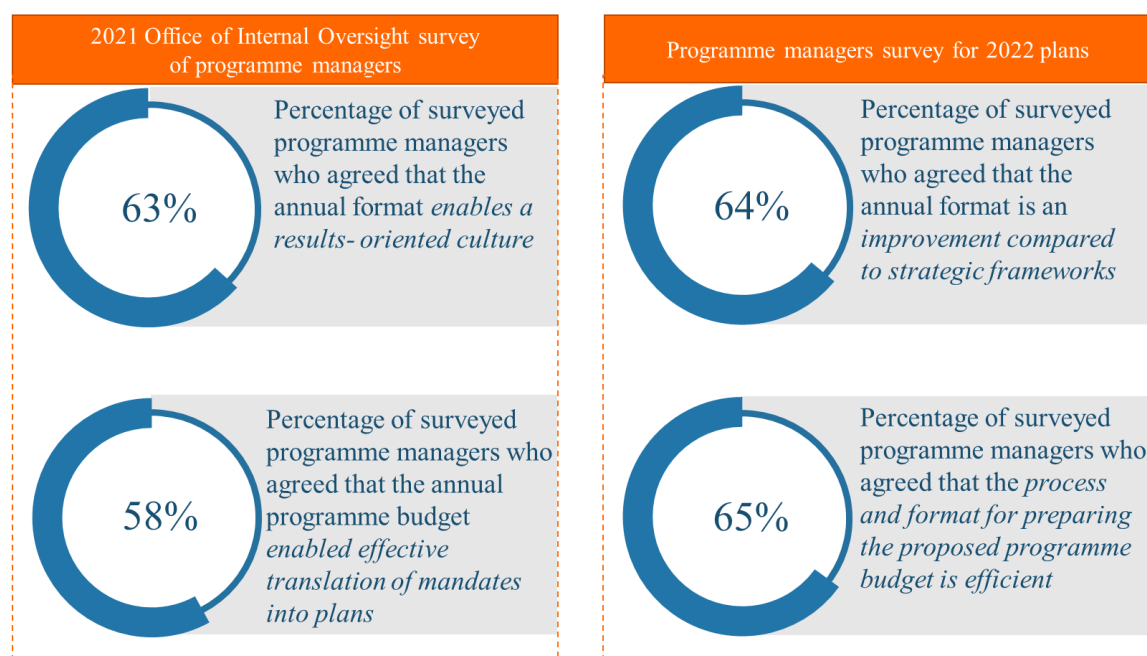 2021 Office of Internal Oversight survey
of programme managers
63%
Percentage of surveyed
programme managers
who agreed that the
annual format enables a
results- oriented culture
58%
Percentage of surveyed
programme managers who
agreed that the annual
programme budget
enabled effective
translation of mandates
into plans
Programme managers survey for 2022 plans
64%
Percentage of surveyed
programme managers
who agreed that the
annual format is an
improvement compared
to strategic frameworks
65%
Percentage of surveyed
programme managers who
agreed that the process
and format for preparing
the proposed programme
budget is efficient